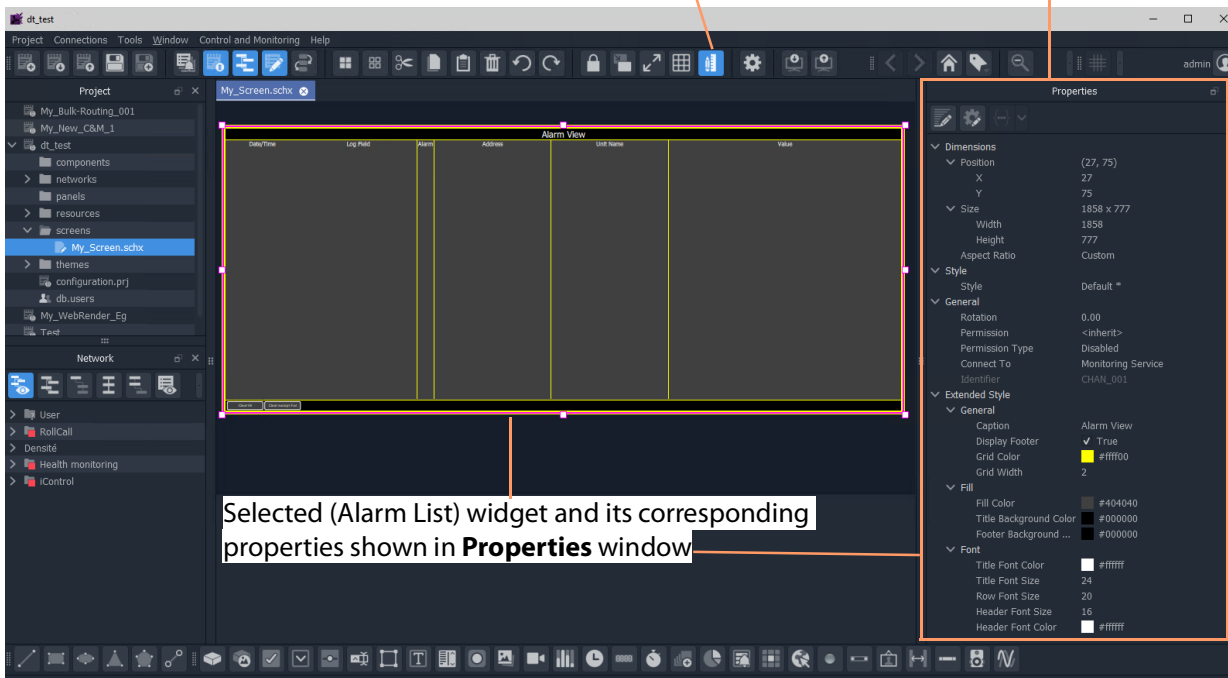 dt_test
Project Connections Tools Window Control and Monitoring Help
admin
Project
My_Bulk-Routing_001
My_New_C&M_1
dt_test
components
networks
panels
resources
screens
My_Screen.schx
themes
configuration.prj
db.users
My_WebRender_Eg
Test
Network
User
RollCall
Densité
Health monitoring
iControl
My_Screen.schx
Alarm View
Date/Time Log Field Alarm Address Unit Name Value
Selected (Alarm List) widget and its corresponding
properties shown in Properties window
Properties
Dimensions
Position (27, 75)
X 27
Y 75
Size 1858 x 777
Width 1858
Height 777
Aspect Ratio Custom
Style
Style Default *
General
Rotation 0.00
Permission <inherit>
Permission Type Disabled
Connect To Monitoring Service
Identifier CHAN_001
Extended Style
General
Caption Alarm View
Display Footer ✓ True
Grid Color #ffff00
Grid Width 2
Fill
Fill Color #404040
Title Background Color #000000
Footer Background ... #000000
Font
Title Font Color #ffffff
Title Font Size 24
Row Font Size 20
Header Font Size 16
Header Font Color #ffffff